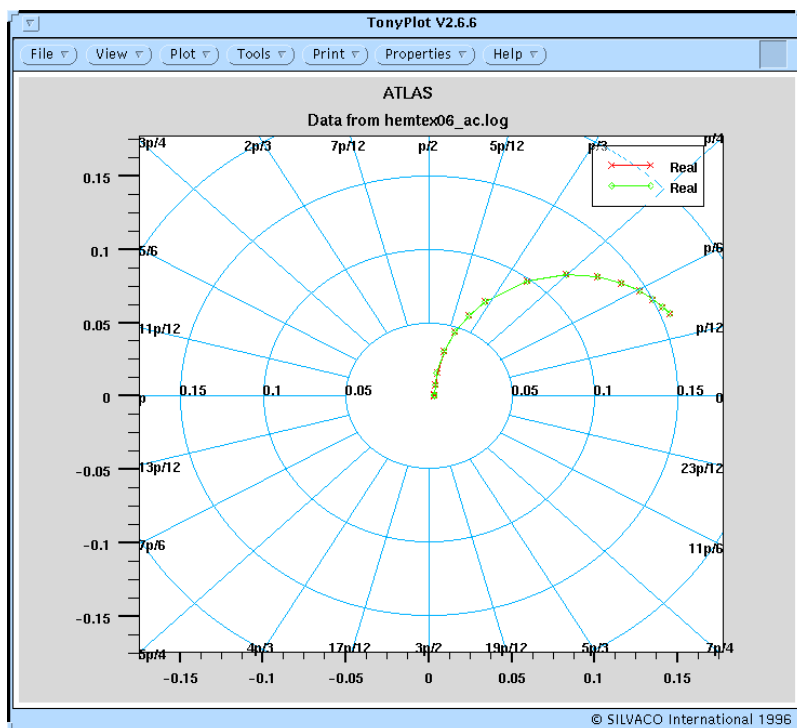 TonyPlot V2.6.6
File View Plot Tools Print Properties Help
ATLAS
Data from hemtex06_ac.log
3p/4 2p/3 7p/12 p/2 5p/12 p/3 p/4
Real
Real
0.15
0.1
0.05
0
-0.05
-0.1
-0.15
5/6
11p/12
p
13p/12
7p/6
5p/4
0.15 0.1 0.05 0.05 0.1 0.15
p/6
p/12
0
23p/12
11p/6
7p/4
4p/3 17p/12 3p/2 19p/12 5p/3
-0.15 -0.1 -0.05 0 0.05 0.1 0.15
© SILVACO International 1996